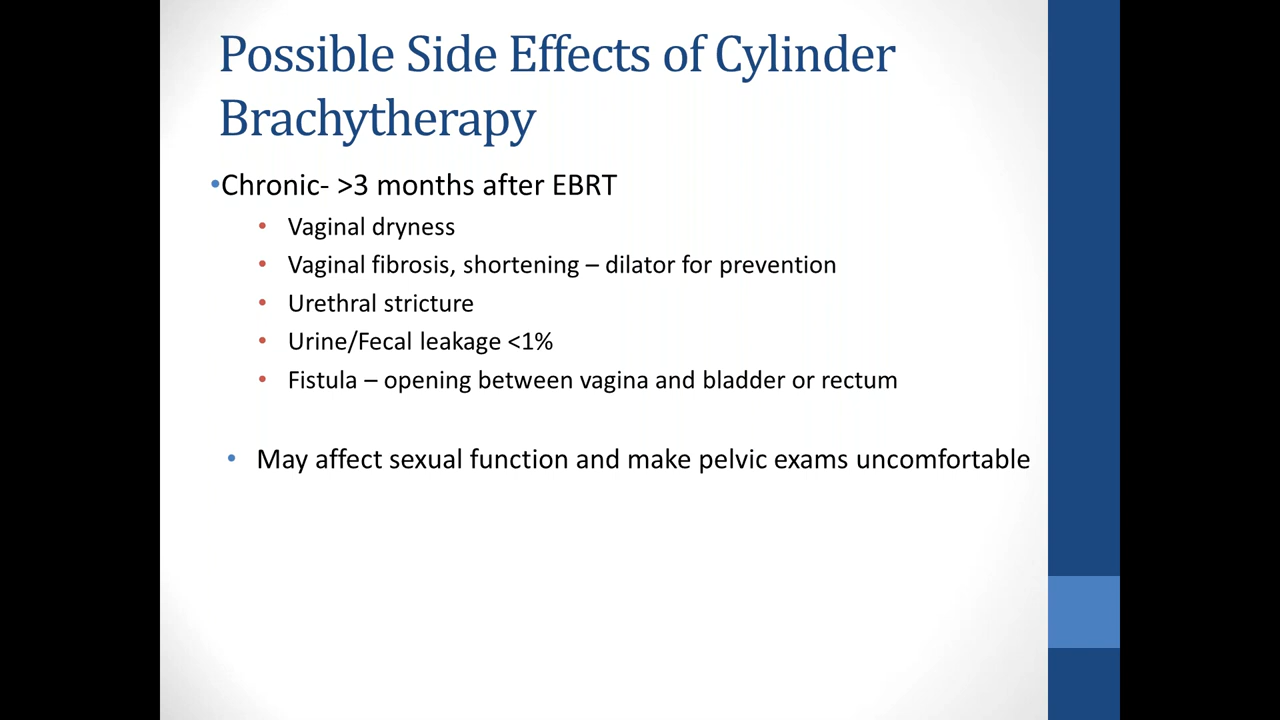 Possible Side Effects of Cylinder
Brachytherapy
•Chronic- >3 months after EBRT
• Vaginal dryness
• Vaginal fibrosis, shortening – dilator for prevention
• Urethral stricture
• Urine/Fecal leakage <1%
• Fistula – opening between vagina and bladder or rectum
• May affect sexual function and make pelvic exams uncomfortable